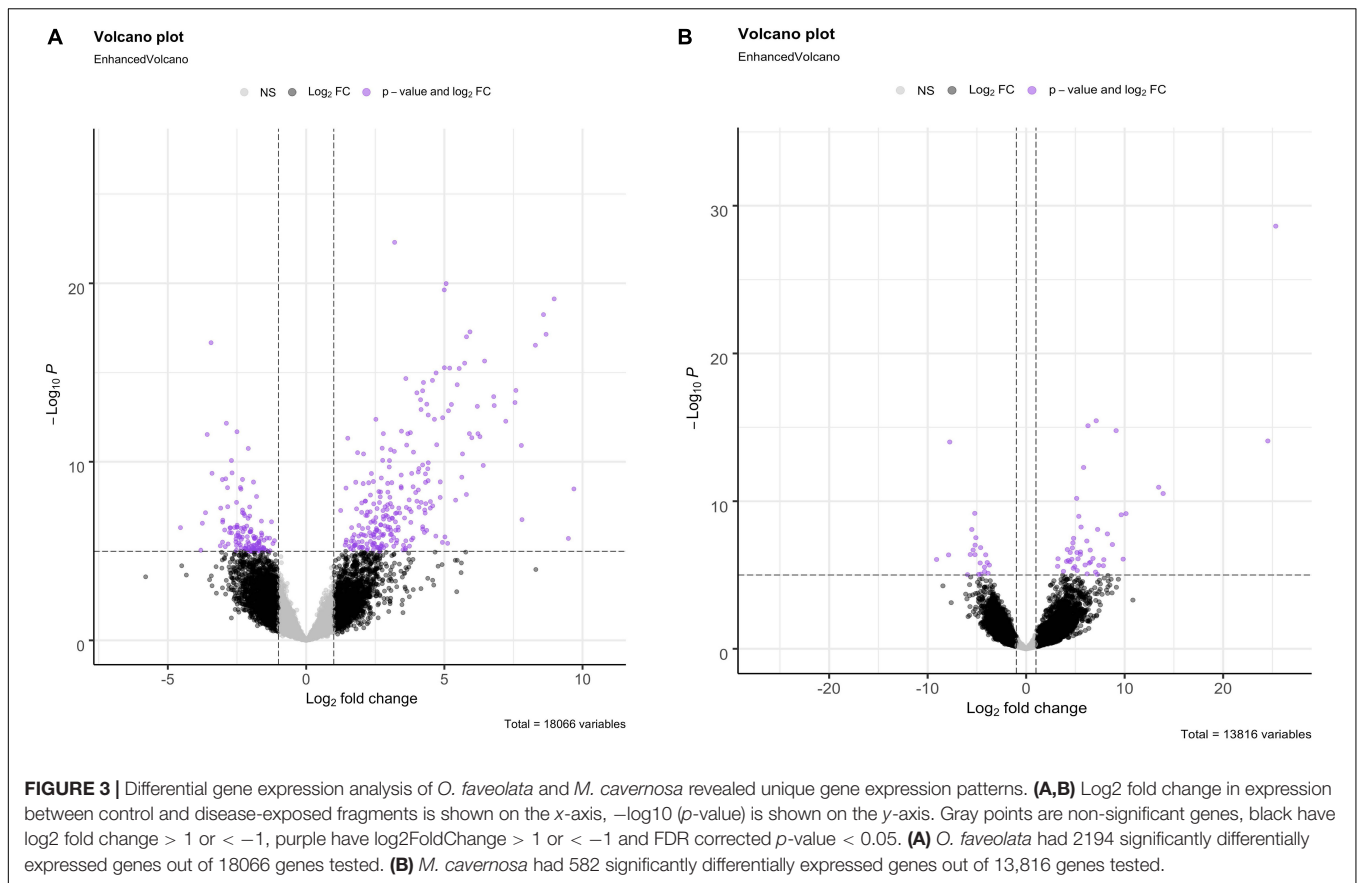 A
Volcano plot
EnhancedVolcano
NS Log2 FC p – value and log2 FC
20
10
0
– Log10 P
-5 0 5 10
Log2 fold change
Total = 18066 variables
B
Volcano plot
EnhancedVolcano
NS Log2 FC p – value and log2 FC
30
20
10
0
– Log10 P
-20 -10 0 10 20
Log2 fold change
Total = 13816 variables
FIGURE 3 | Differential gene expression analysis of O. faveolata and M. cavernosa revealed unique gene expression patterns. (A,B) Log2 fold change in expression
between control and disease-exposed fragments is shown on the x-axis, −log10 (p-value) is shown on the y-axis. Gray points are non-significant genes, black have
log2 fold change > 1 or < −1, purple have log2FoldChange > 1 or < −1 and FDR corrected p-value < 0.05. (A) O. faveolata had 2194 significantly differentially
expressed genes out of 18066 genes tested. (B) M. cavernosa had 582 significantly differentially expressed genes out of 13,816 genes tested.